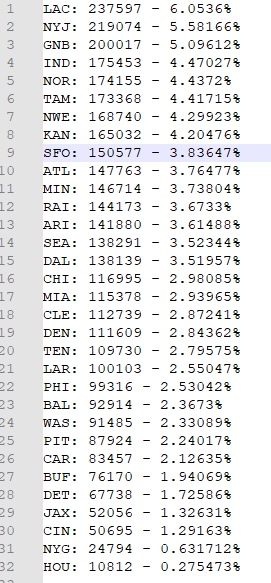 1 LAC: 237597 - 6.0536%
2 NYJ: 219074 - 5.58166%
3 GNB: 200017 - 5.09612%
4 IND: 175453 - 4.47027%
5 NOR: 174155 - 4.4372%
6 TAM: 173368 - 4.41715%
7 NWE: 168740 - 4.29923%
8 KAN: 165032 - 4.20476%
9 SFO: 150577 - 3.83647%
10 ATL: 147763 - 3.76477%
11 MIN: 146714 - 3.73804%
12 RAI: 144173 - 3.6733%
13 ARI: 141880 - 3.61488%
14 SEA: 138291 - 3.52344%
15 DAL: 138139 - 3.51957%
16 CHI: 116995 - 2.98085%
17 MIA: 115378 - 2.93965%
18 CLE: 112739 - 2.87241%
19 DEN: 111609 - 2.84362%
20 TEN: 109730 - 2.79575%
21 LAR: 100103 - 2.55047%
22 PHI: 99316 - 2.53042%
23 BAL: 92914 - 2.3673%
24 WAS: 91485 - 2.33089%
25 PIT: 87924 - 2.24017%
26 CAR: 83457 - 2.12635%
27 BUF: 76170 - 1.94069%
28 DET: 67738 - 1.72586%
29 JAX: 52056 - 1.32631%
30 CIN: 50695 - 1.29163%
31 NYG: 24794 - 0.631712%
32 HOU: 10812 - 0.275473%